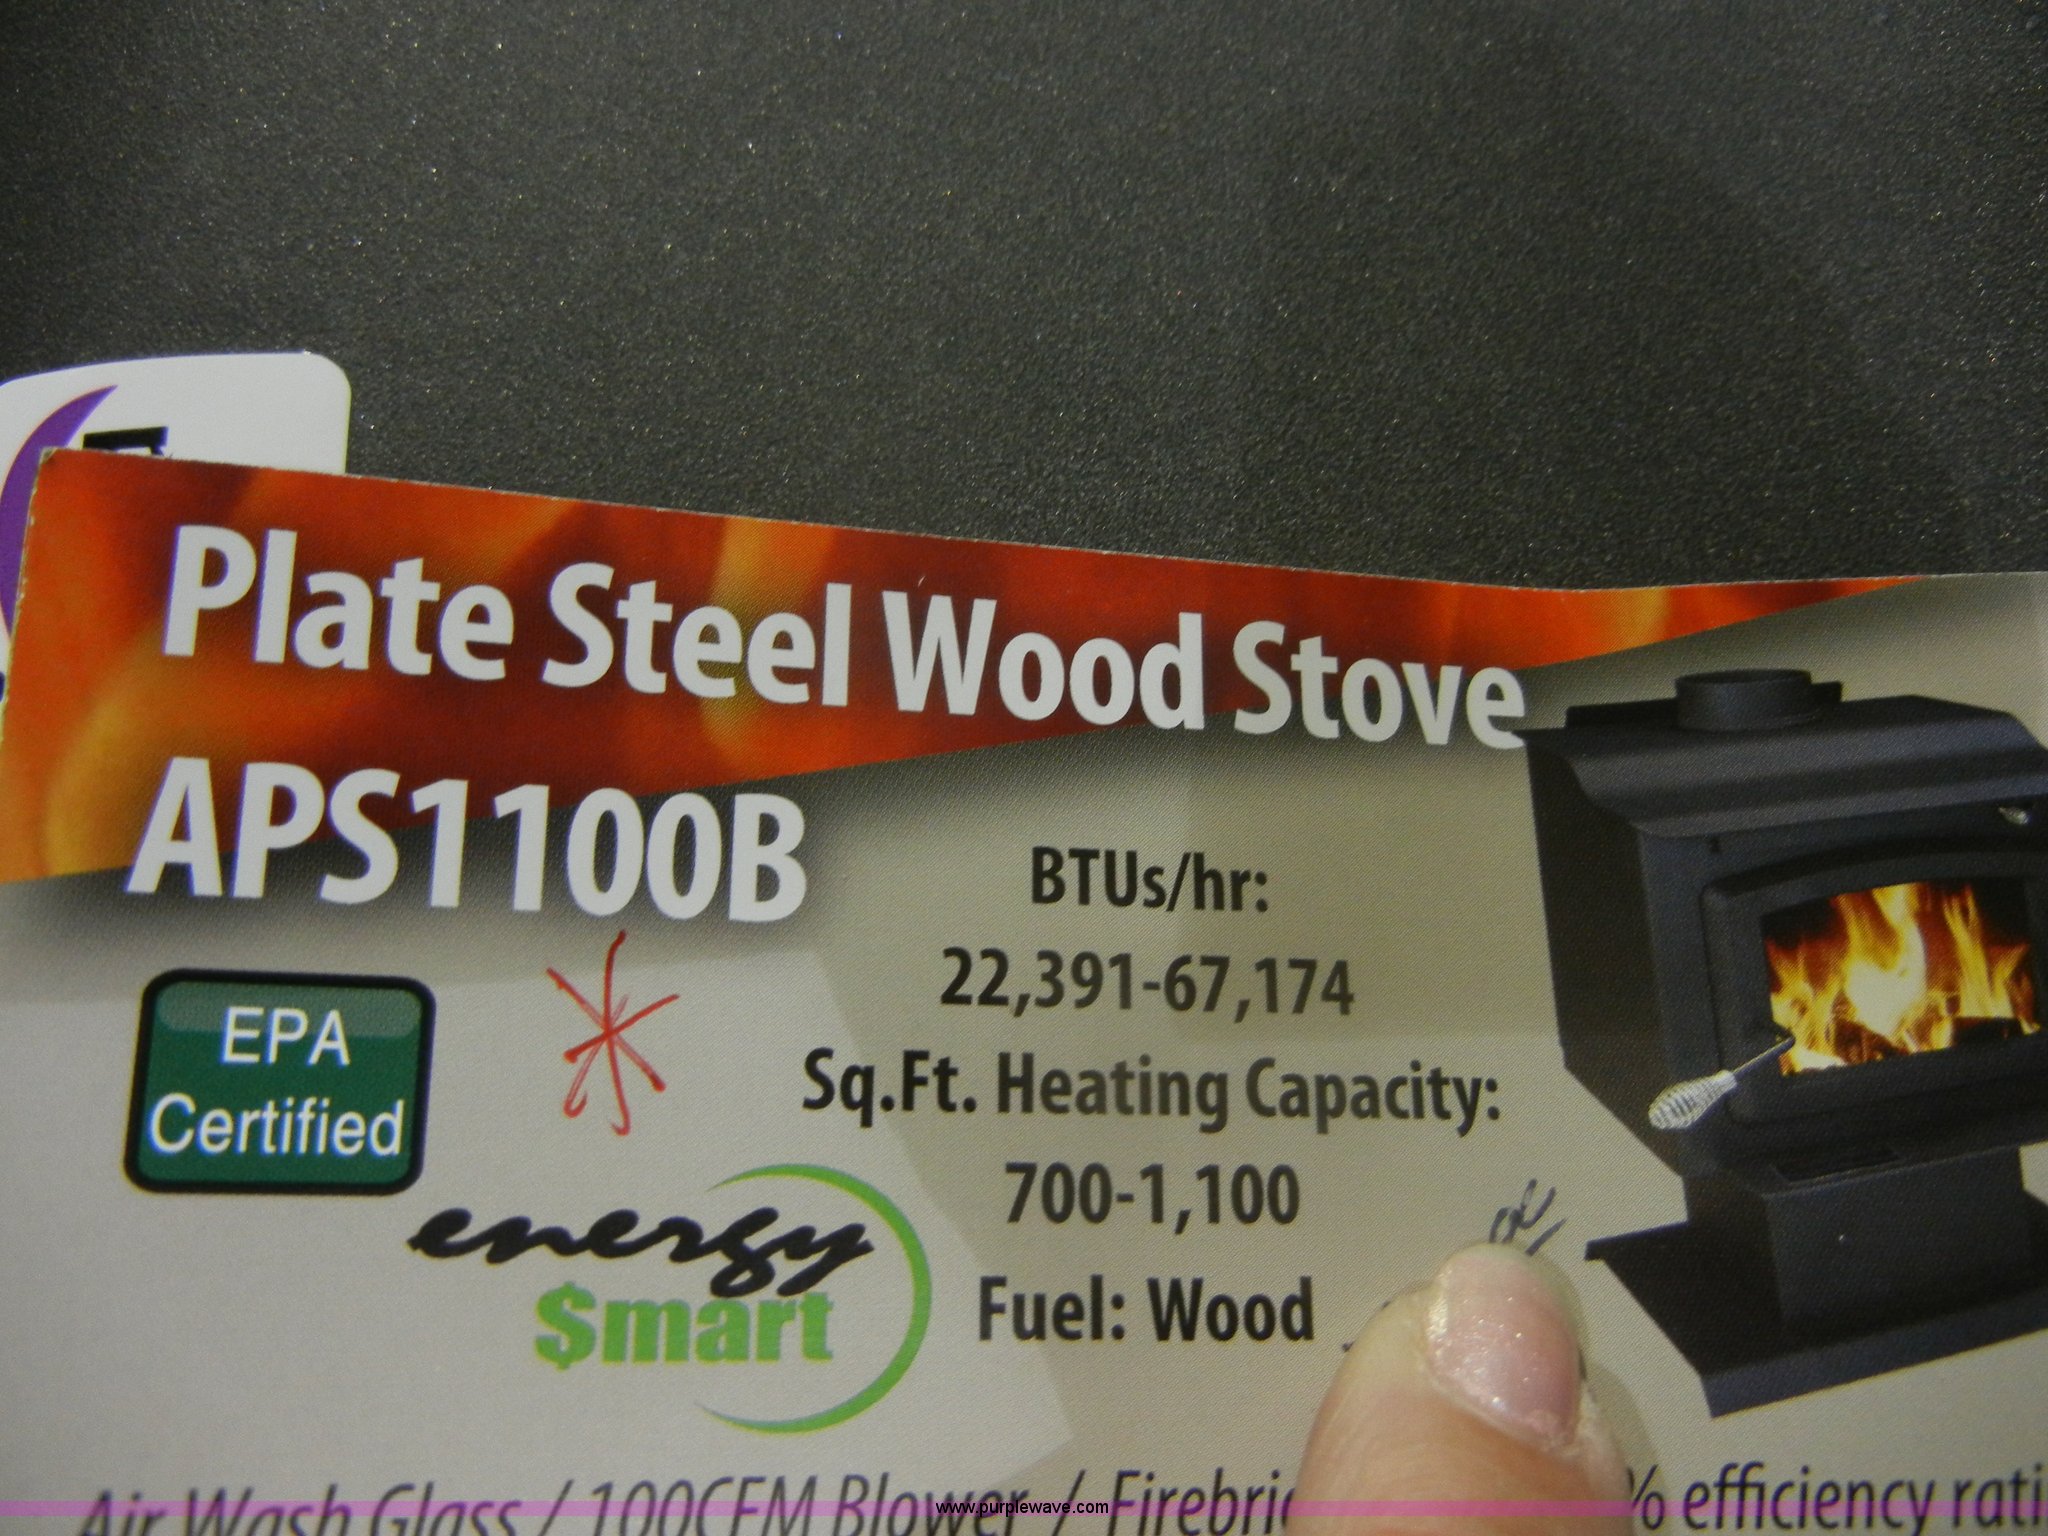 Plate Steel Wood Stove
APS1100B
BTUs/hr:
22,391-67,174
EPA
Certified
Sq.Ft. Heating Capacity:
700-1,100
energy
$mart
Fuel: Wood
Air Wash Glass / 100CFM Blower / Firebric % efficiency rati
www.purplewave.com